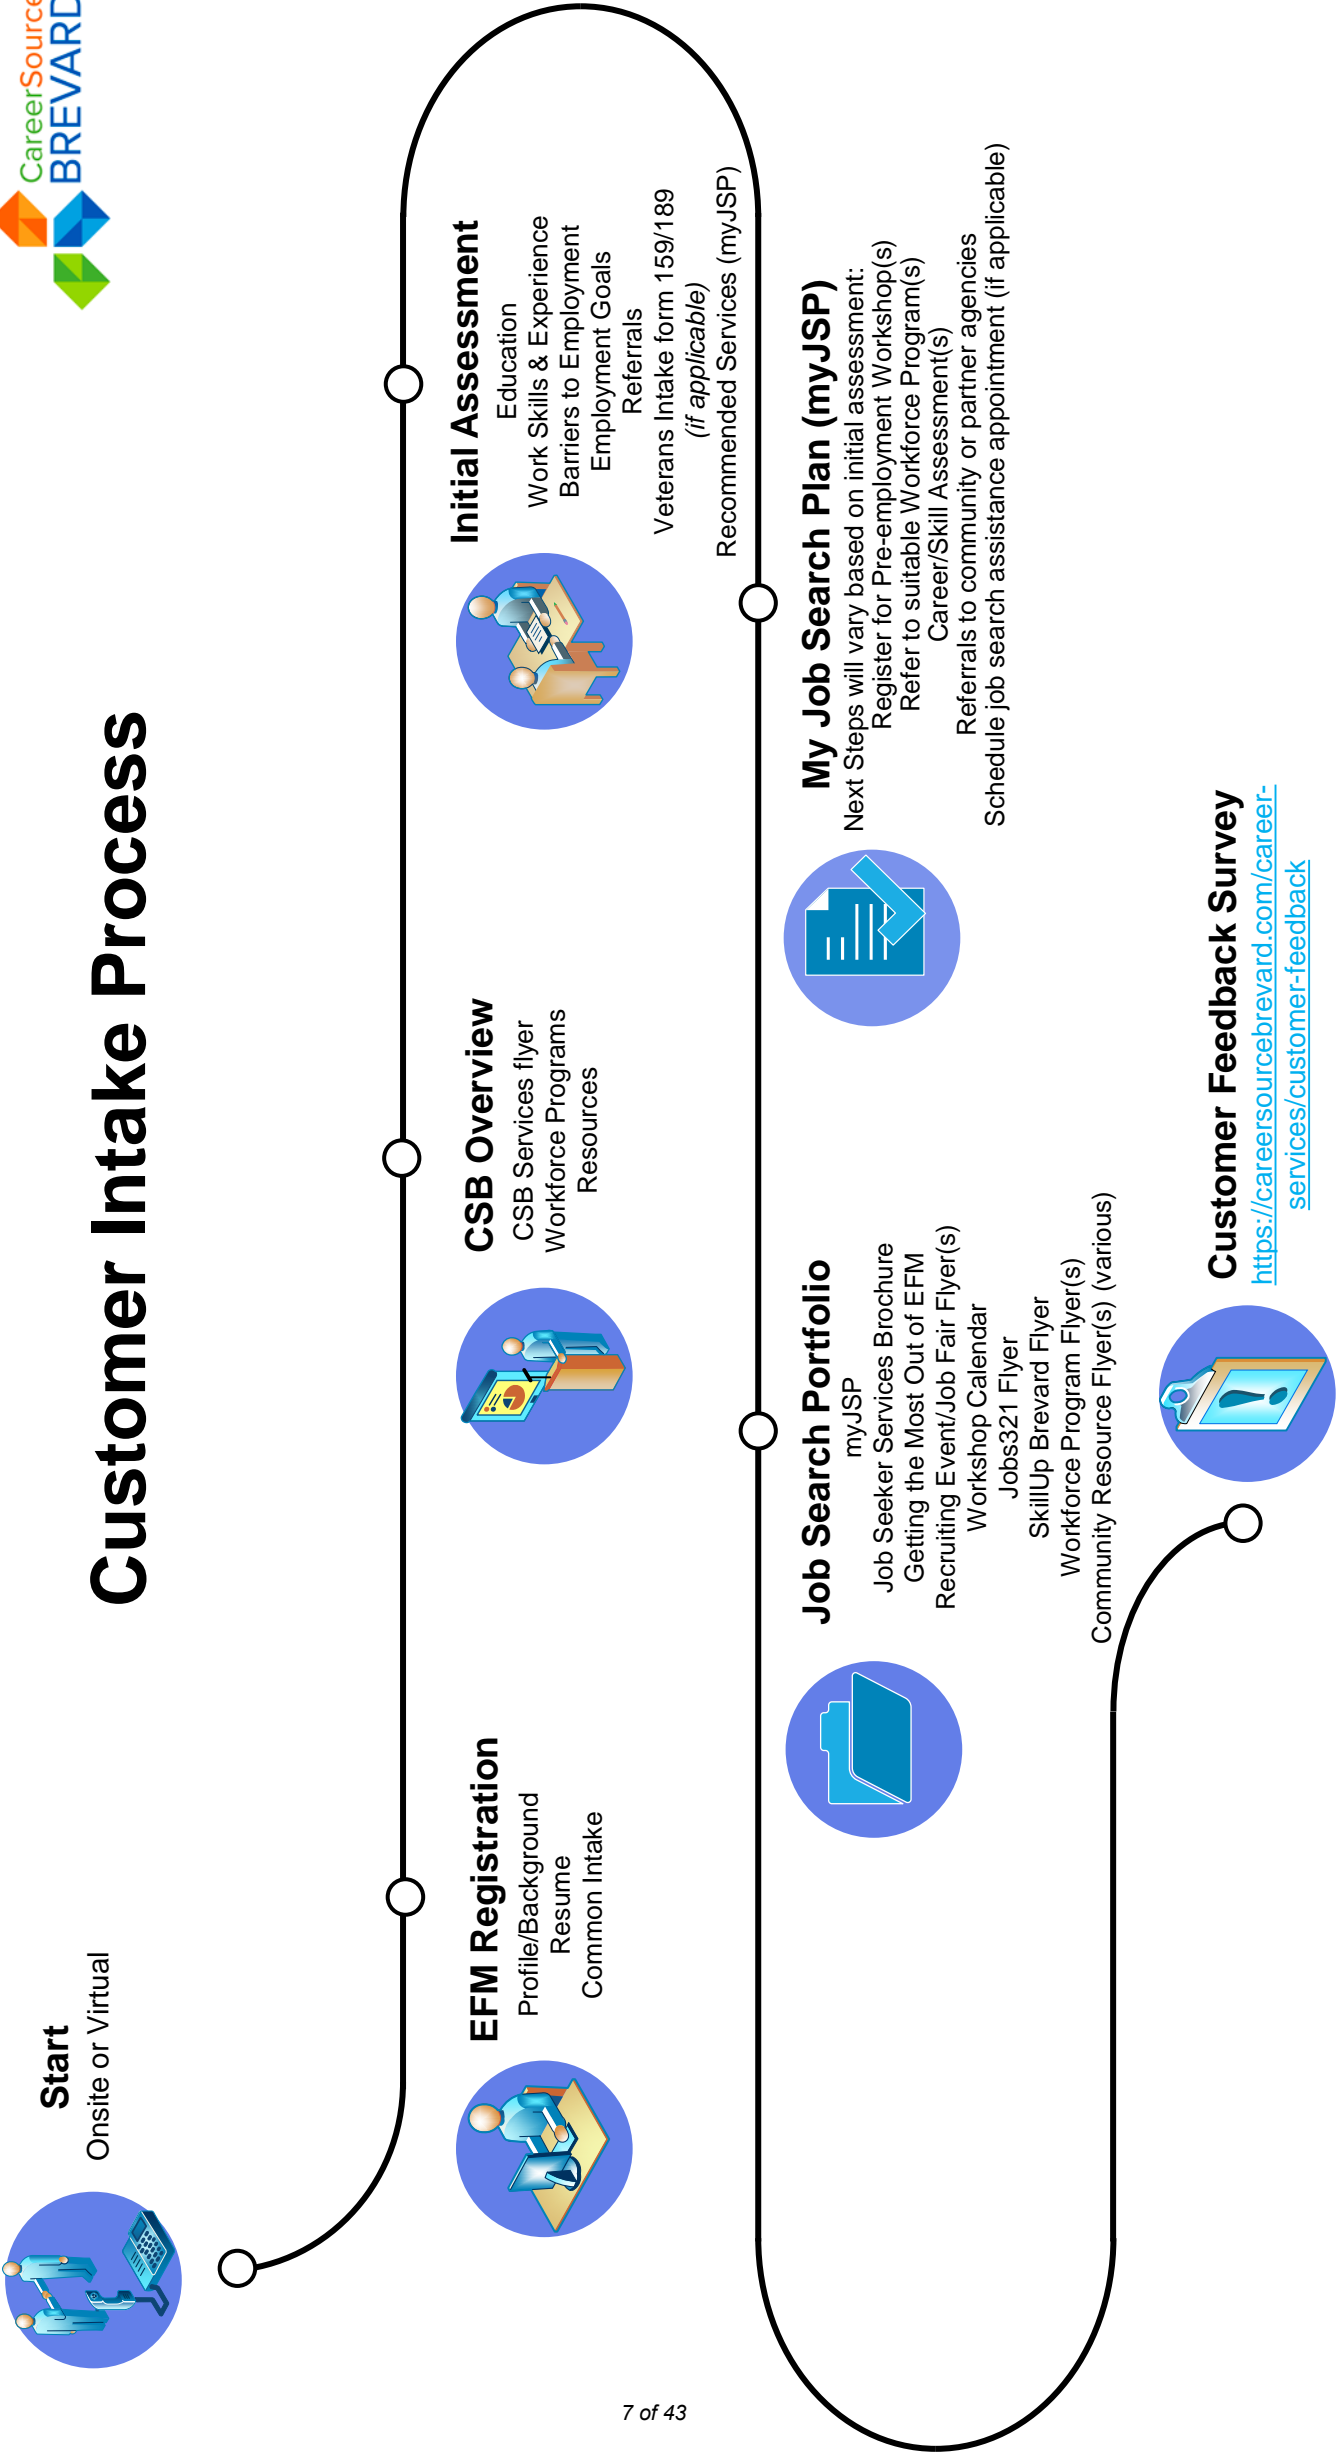 CareerSource
BREVARD
Customer Intake Process
Start
Onsite or Virtual
EFM Registration
Profile/Background
Resume
Common Intake
CSB Overview
CSB Services flyer
Workforce Programs
Resources
Initial Assessment
Education
Work Skills & Experience
Barriers to Employment
Employment Goals
Referrals
Veterans Intake form 159/189
(if applicable)
Recommended Services (myJSP)
My Job Search Plan (myJSP)
Next Steps will vary based on initial assessment:
Register for Pre-employment Workshop(s)
Refer to suitable Workforce Program(s)
Career/Skill Assessment(s)
Referrals to community or partner agencies
Schedule job search assistance appointment (if applicable)
Job Search Portfolio
myJSP
Job Seeker Services Brochure
Getting the Most Out of EFM
Recruiting Event/Job Fair Flyer(s)
Workshop Calendar
Jobs321 Flyer
SkillUp Brevard Flyer
Workforce Program Flyer(s)
Community Resource Flyer(s) (various)
Customer Feedback Survey
https://careersourcebrevard.com/career-
services/customer-feedback
7 of 43